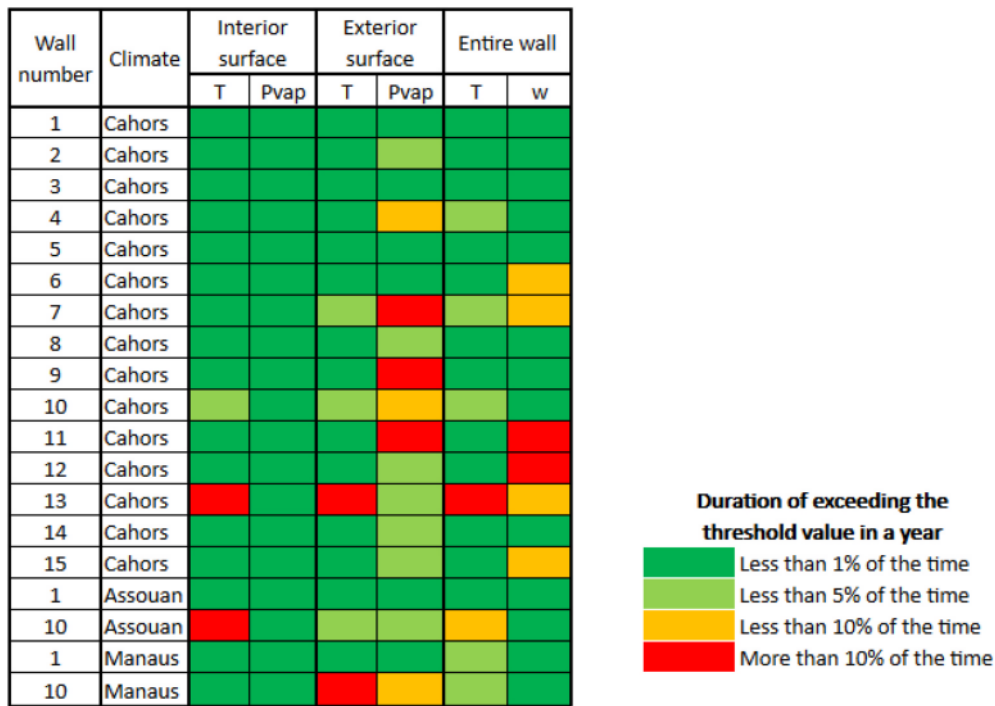 Wall number Climate Interior surface Exterior surface Entire wall
T Pvap T Pvap T w
1 Cahors
2 Cahors
3 Cahors
4 Cahors
5 Cahors
6 Cahors
7 Cahors
8 Cahors
9 Cahors
10 Cahors
11 Cahors
12 Cahors
13 Cahors
14 Cahors
15 Cahors
1 Assouan
10 Assouan
1 Manaus
10 Manaus
Duration of exceeding the
threshold value in a year
Less than 1% of the time
Less than 5% of the time
Less than 10% of the time
More than 10% of the time